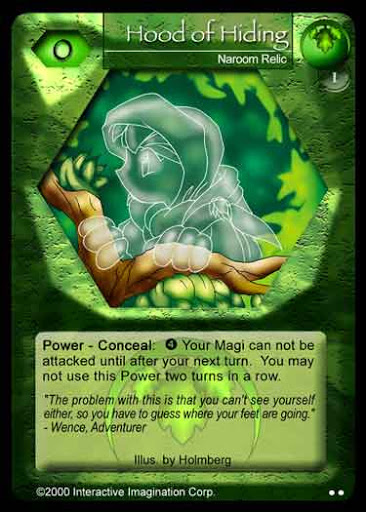 0
Hood of Hiding
Naroom Relic
1
Power - Conceal: 4 Your Magi can not be
attacked until after your next turn. You may
not use this Power two turns in a row.
"The problem with this is that you can't see yourself
either, so you have to guess where your feet are going."
- Wence, Adventurer
Illus. by Holmberg
©2000 Interactive Imagination Corp.